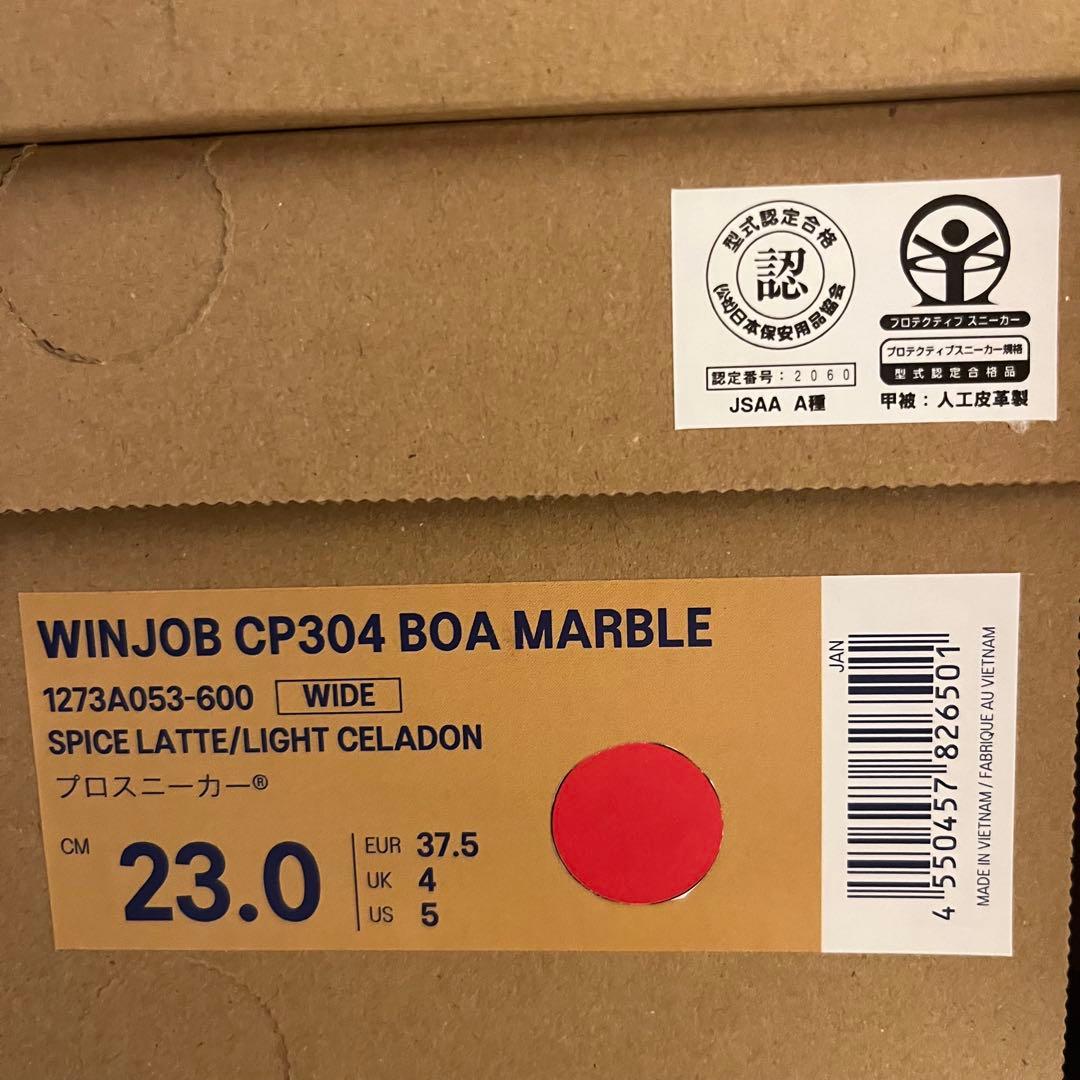 型式認定合格
認
(公社)日本保安用品協会
認定番号：2060
JSAA A種
プロテクティブ スニーカー
プロテクティブスニーカー規格
型式認定合格品
甲被：人工皮革製
WINJOB CP304 BOA MARBLE
1273A053-600 WIDE
SPICE LATTE/LIGHT CELADON
プロスニーカー®
CM 23.0
EUR 37.5
UK 4
US 5
JAN
4 550457 826501
MADE IN VIETNAM / FABRIQUE AU VIETNAM